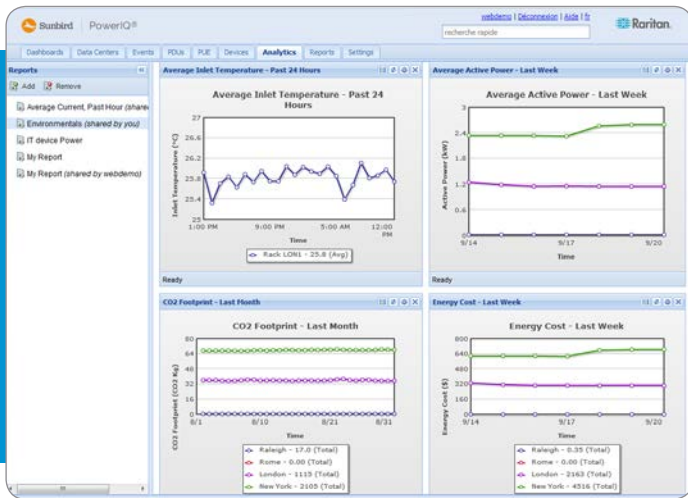 Sunbird | PowerIQ®
webdemo | Déconnexion | Aide | fr
recherche rapide
Raritan.
Dashboards Data Centers Events PDUs PUE Devices Analytics Reports Settings
Reports
Add Remove
Average Current, Past Hour (share
Environmentals (shared by you)
IT device Power
My Report
My Report (shared by webdemo)
Average Inlet Temperature - Past 24 Hours
Average Inlet Temperature - Past 24
Hours
Inlet Temperature (°C)
27
26.6
26.2
25.8
25.4
25
1:00 PM 9:00 PM 5:00 AM 12:00
PM
Time
Rack LON1 - 25.8 (Avg)
Ready
Average Active Power - Last Week
Average Active Power - Last Week
Active Power (kW)
3
2.4
1.8
1.2
0.6
0
9/14 9/17 9/20
Time
Ready
CO2 Footprint - Last Month
CO2 Footprint - Last Month
CO2 Footprint (CO2 Kg)
80
64
48
32
16
0
8/1 8/10 8/21 8/31
Time
Raleigh - 17.0 (Total)
Rome - 0.00 (Total)
London - 1115 (Total)
New York - 2105 (Total)
Energy Cost - Last Week
Energy Cost - Last Week
Energy Cost ($)
800
640
480
320
160
0
9/14 9/17 9/20
Time
Raleigh - 0.35 (Total)
Rome - 0.00 (Total)
London - 2163 (Total)
New York - 4516 (Total)